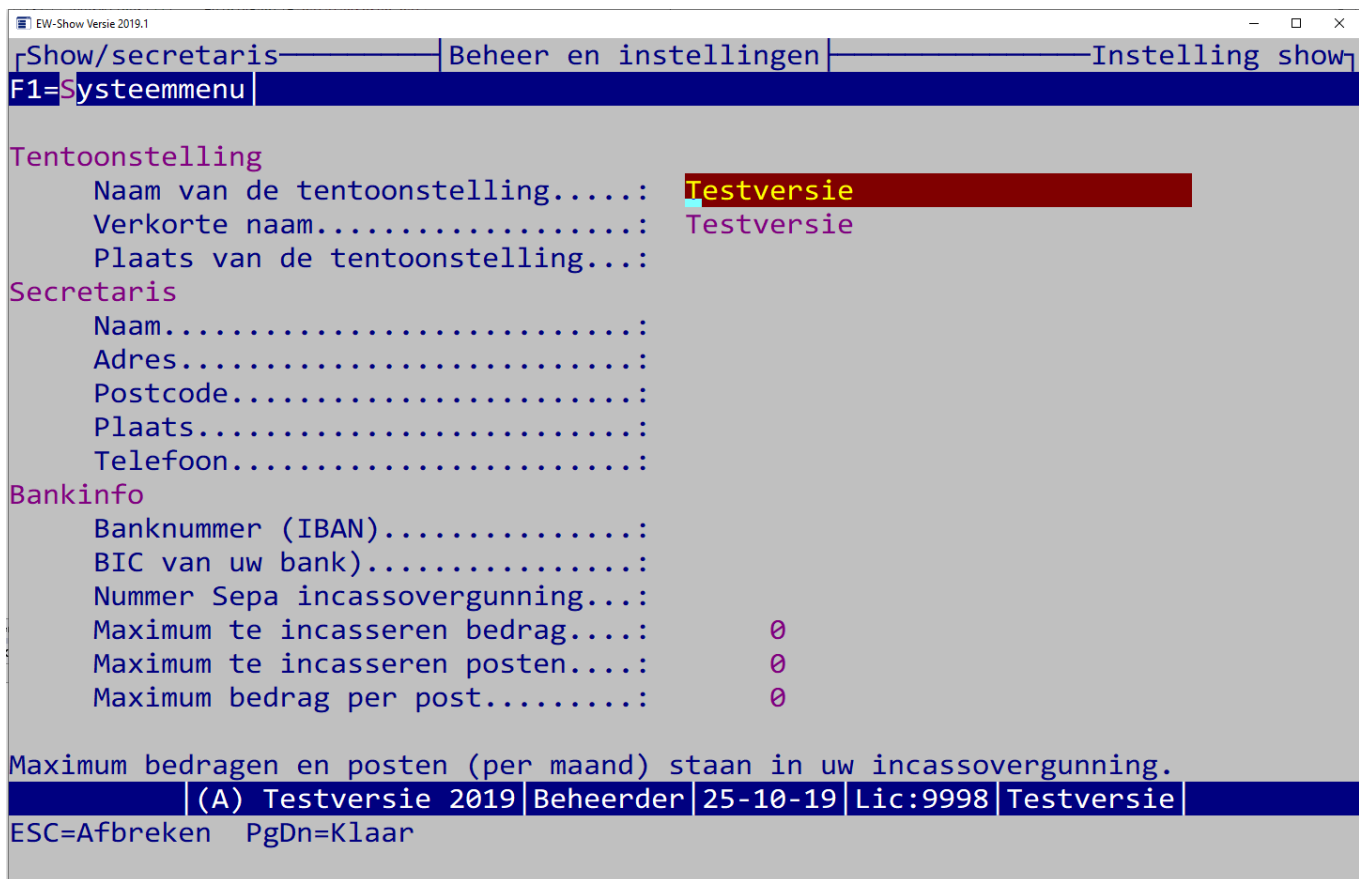 EW-Show Versie 2019.1
Show/secretaris Beheer en instellingen Instelling show
F1=Systeemmenu
Tentoonstelling
Naam van de tentoonstelling.....: Testversie
Verkorte naam...................: Testversie
Plaats van de tentoonstelling...:
Secretaris
Naam............................:
Adres...........................:
Postcode........................:
Plaats..........................:
Telefoon........................:
Bankinfo
Banknummer (IBAN)...............:
BIC van uw bank)................:
Nummer Sepa incassovergunning...:
Maximum te incasseren bedrag....: 0
Maximum te incasseren posten....: 0
Maximum bedrag per post.........: 0
Maximum bedragen en posten (per maand) staan in uw incassovergunning.
(A) Testversie 2019|Beheerder|25-10-19|Lic:9998|Testversie|
ESC=Afbreken PgDn=Klaar